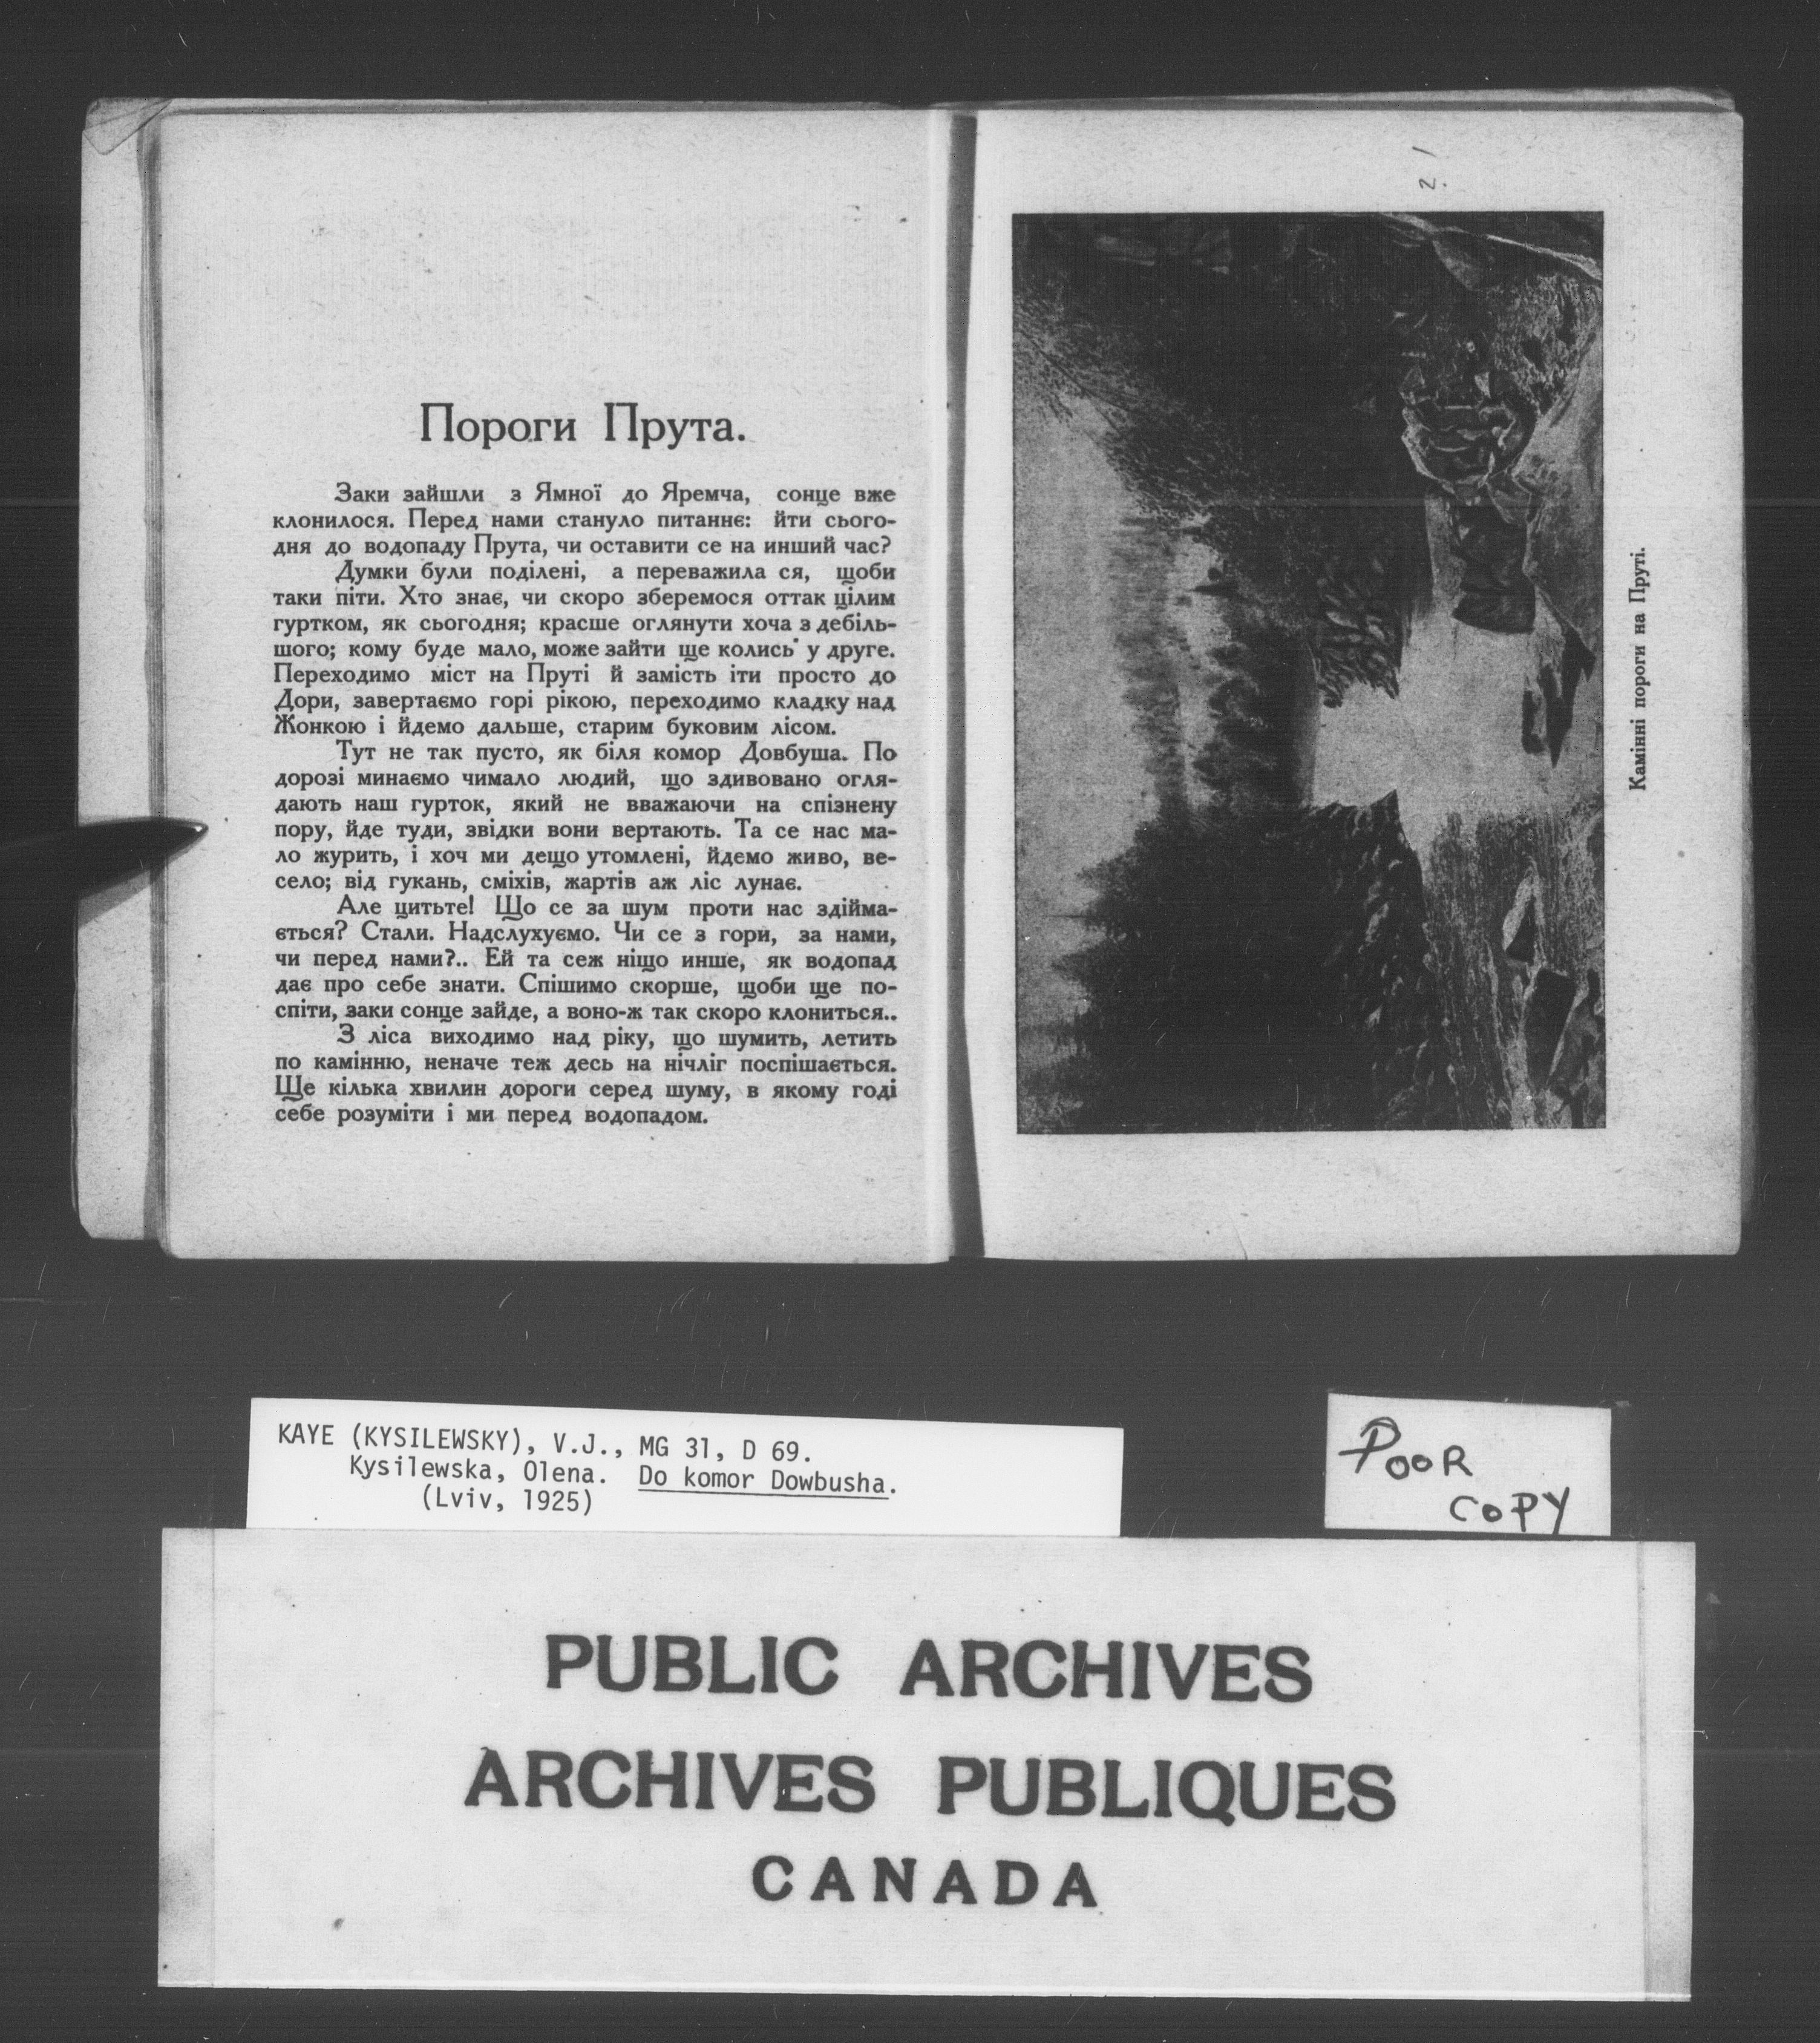 Пороги Прута.
Заки зайшли з Ямної до Яремча, сонце вже
клонилося. Перед нами стануло питаннє: йти сього-
дня до водопаду Прута, чи оставити се на инший час?
Думки були поділені, а переважила ся, щоби
таки піти. Хто знає, чи скоро зберемося оттак цілим
гуртком, як сьогодня; красше оглянути хоча з дебіль-
шого; кому буде мало, може зайти ще колись у друге.
Переходимо міст на Пруті й замість іти просто до
Дори, завертаємо горі рікою, переходимо кладку над
Жонкою і йдемо дальше, старим буковим лісом.
Тут не так пусто, як біля комор Довбуша. По
дорозі минаємо чимало людий, що здивовано огля-
дають наш гурток, який не вважаючи на спізнену
пору, йде туди, звідки вони вертають. Та се нас ма-
ло журить, і хоч ми дещо утомлені, йдемо живо, ве-
село; від гукань, сміхів, жартів аж ліс лунає.
Але цитьте! Що се за шум проти нас здійма-
ється? Стали. Надслухуємо. Чи се з гори, за нами,
чи перед нами?.. Ей та сеж ніщо инше, як водопад
дає про себе знати. Спішимо скорше, щоби ще по-
спіти, заки сонце зайде, а воно-ж так скоро клониться..
З ліса виходимо над ріку, що шумить, летить
по камінню, неначе теж десь на нічліг поспішається.
Ще кілька хвилин дороги серед шуму, в якому годі
себе розуміти і ми перед водопадом.
2.1
Камінні пороги на Пруті.
KAYE (KYSILEWSKY), V.J., MG 31, D 69.
Kysilewska, Olena. Do komor Dowbusha.
(Lviv, 1925)
POOR
COPY
PUBLIC ARCHIVES
ARCHIVES PUBLIQUES
CANADA